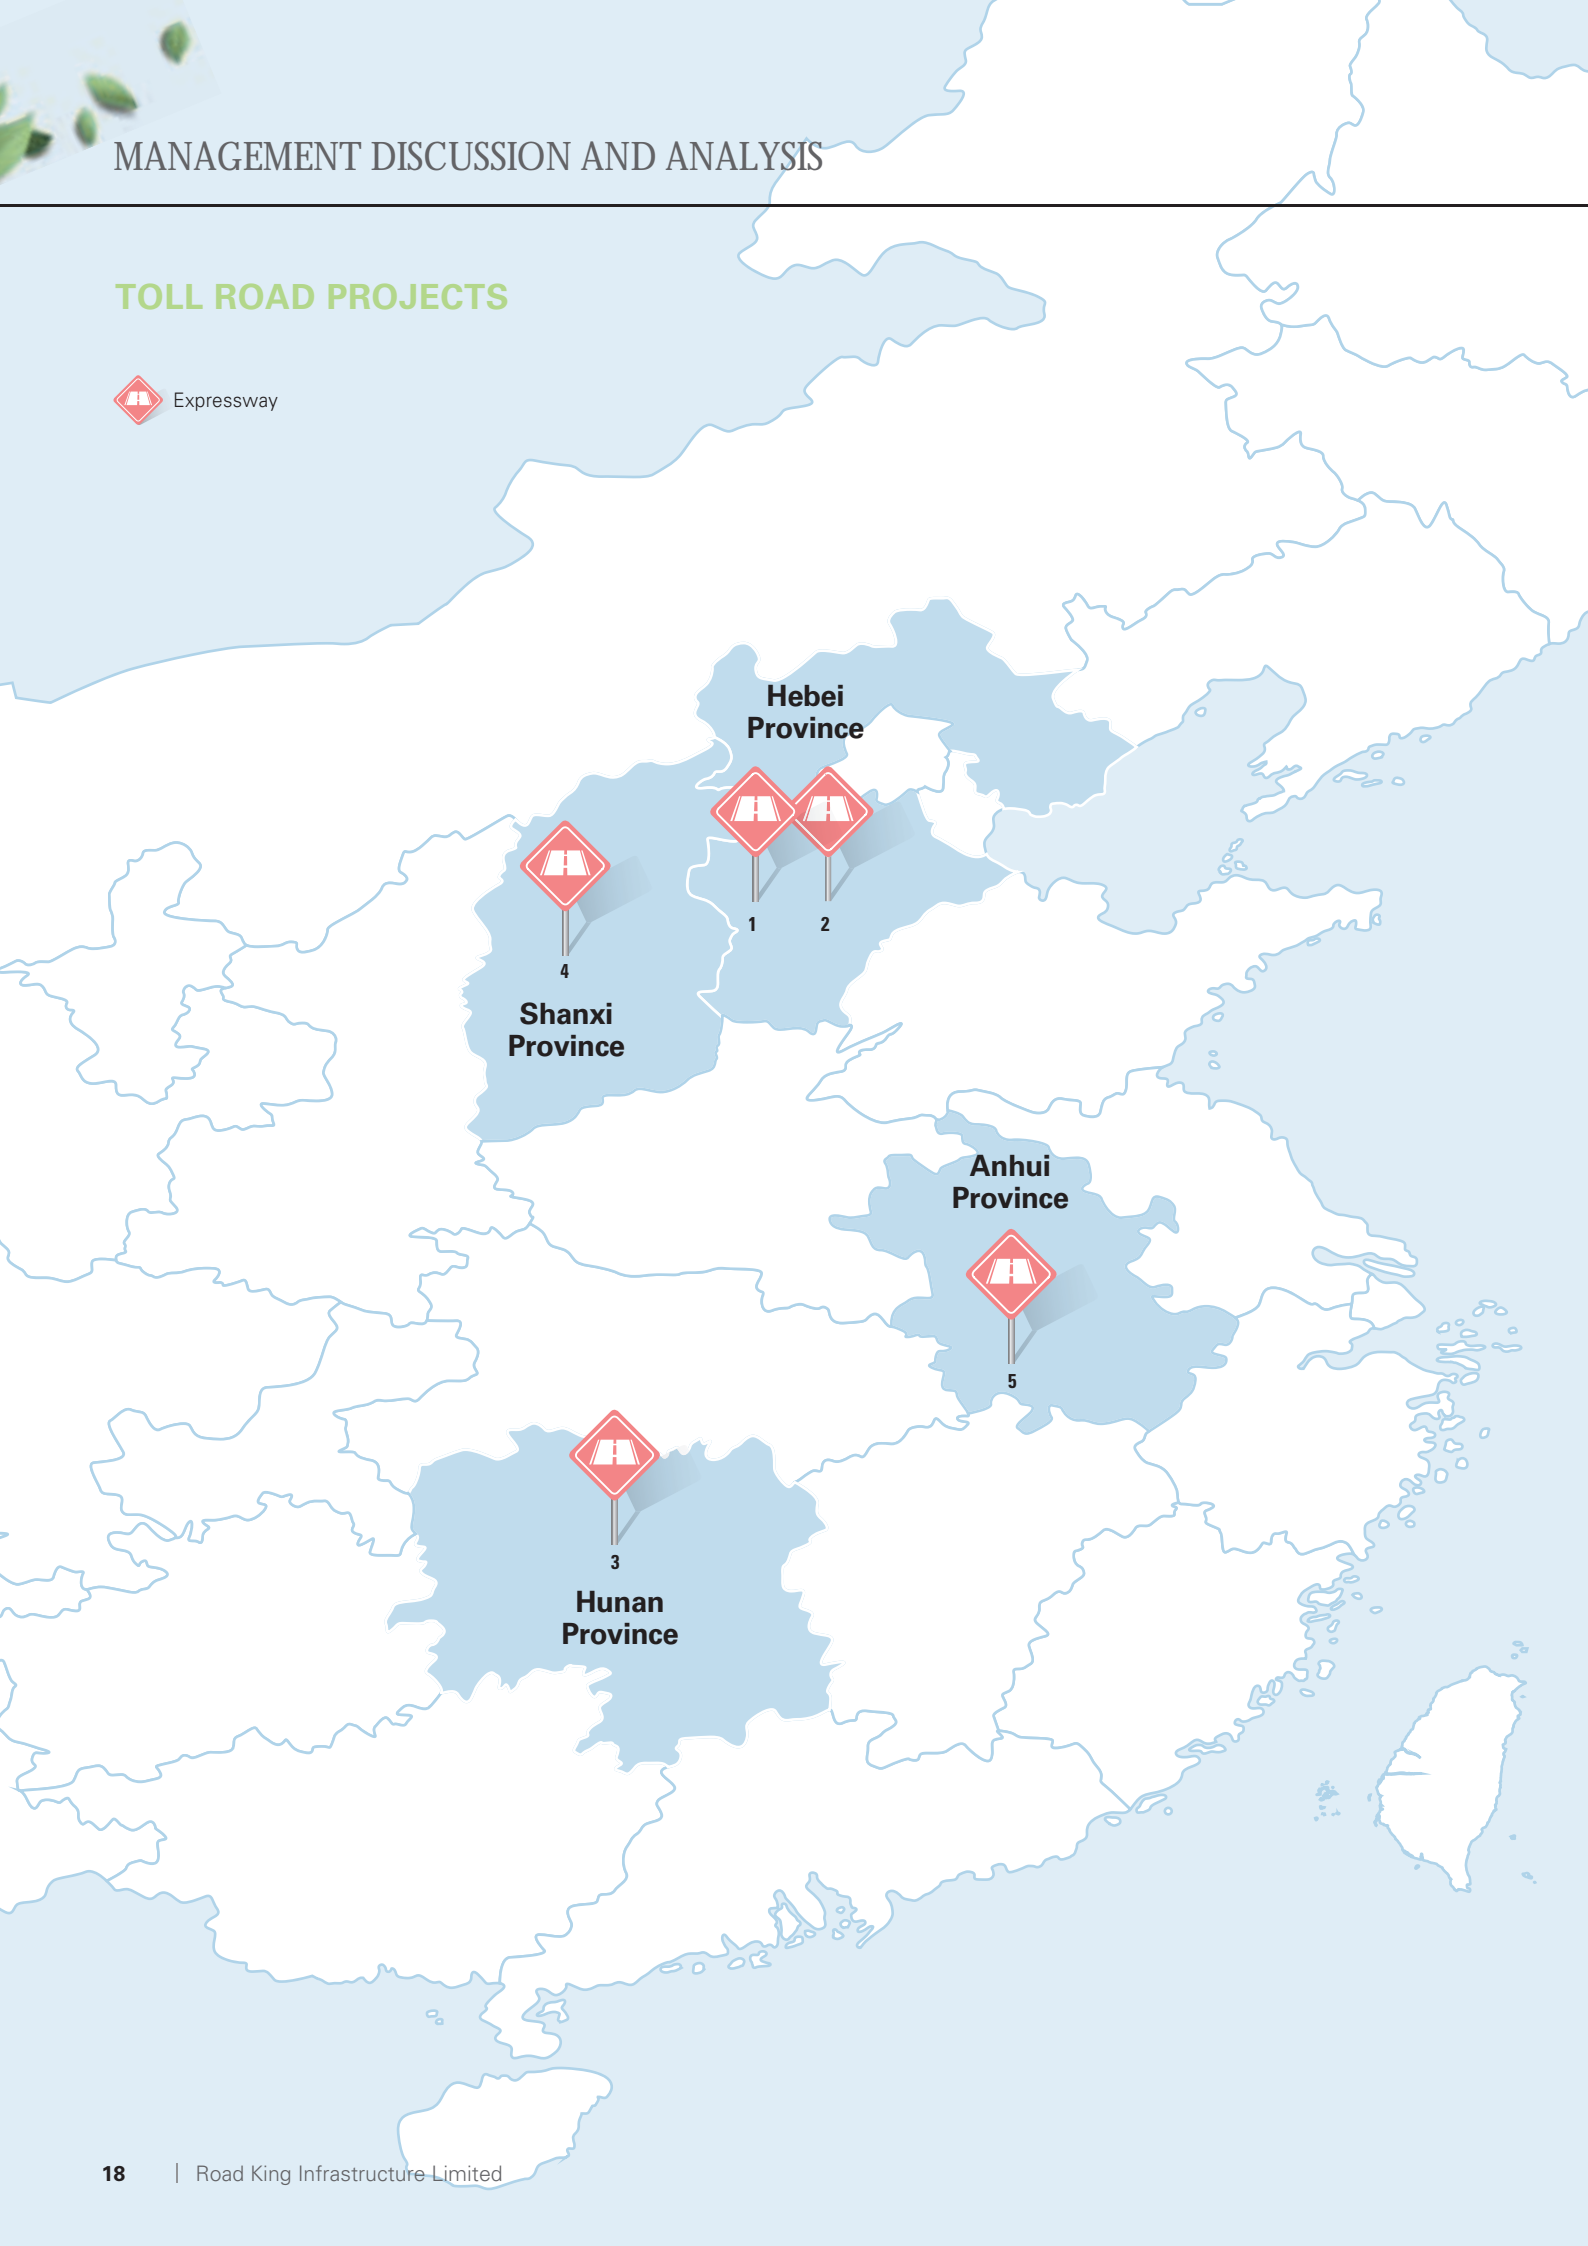 MANAGEMENT DISCUSSION AND ANALYSIS
TOLL ROAD PROJECTS
Expressway
Hebei
Province
1
2
4
Shanxi
Province
Anhui
Province
5
3
Hunan
Province
18
Road King Infrastructure Limited